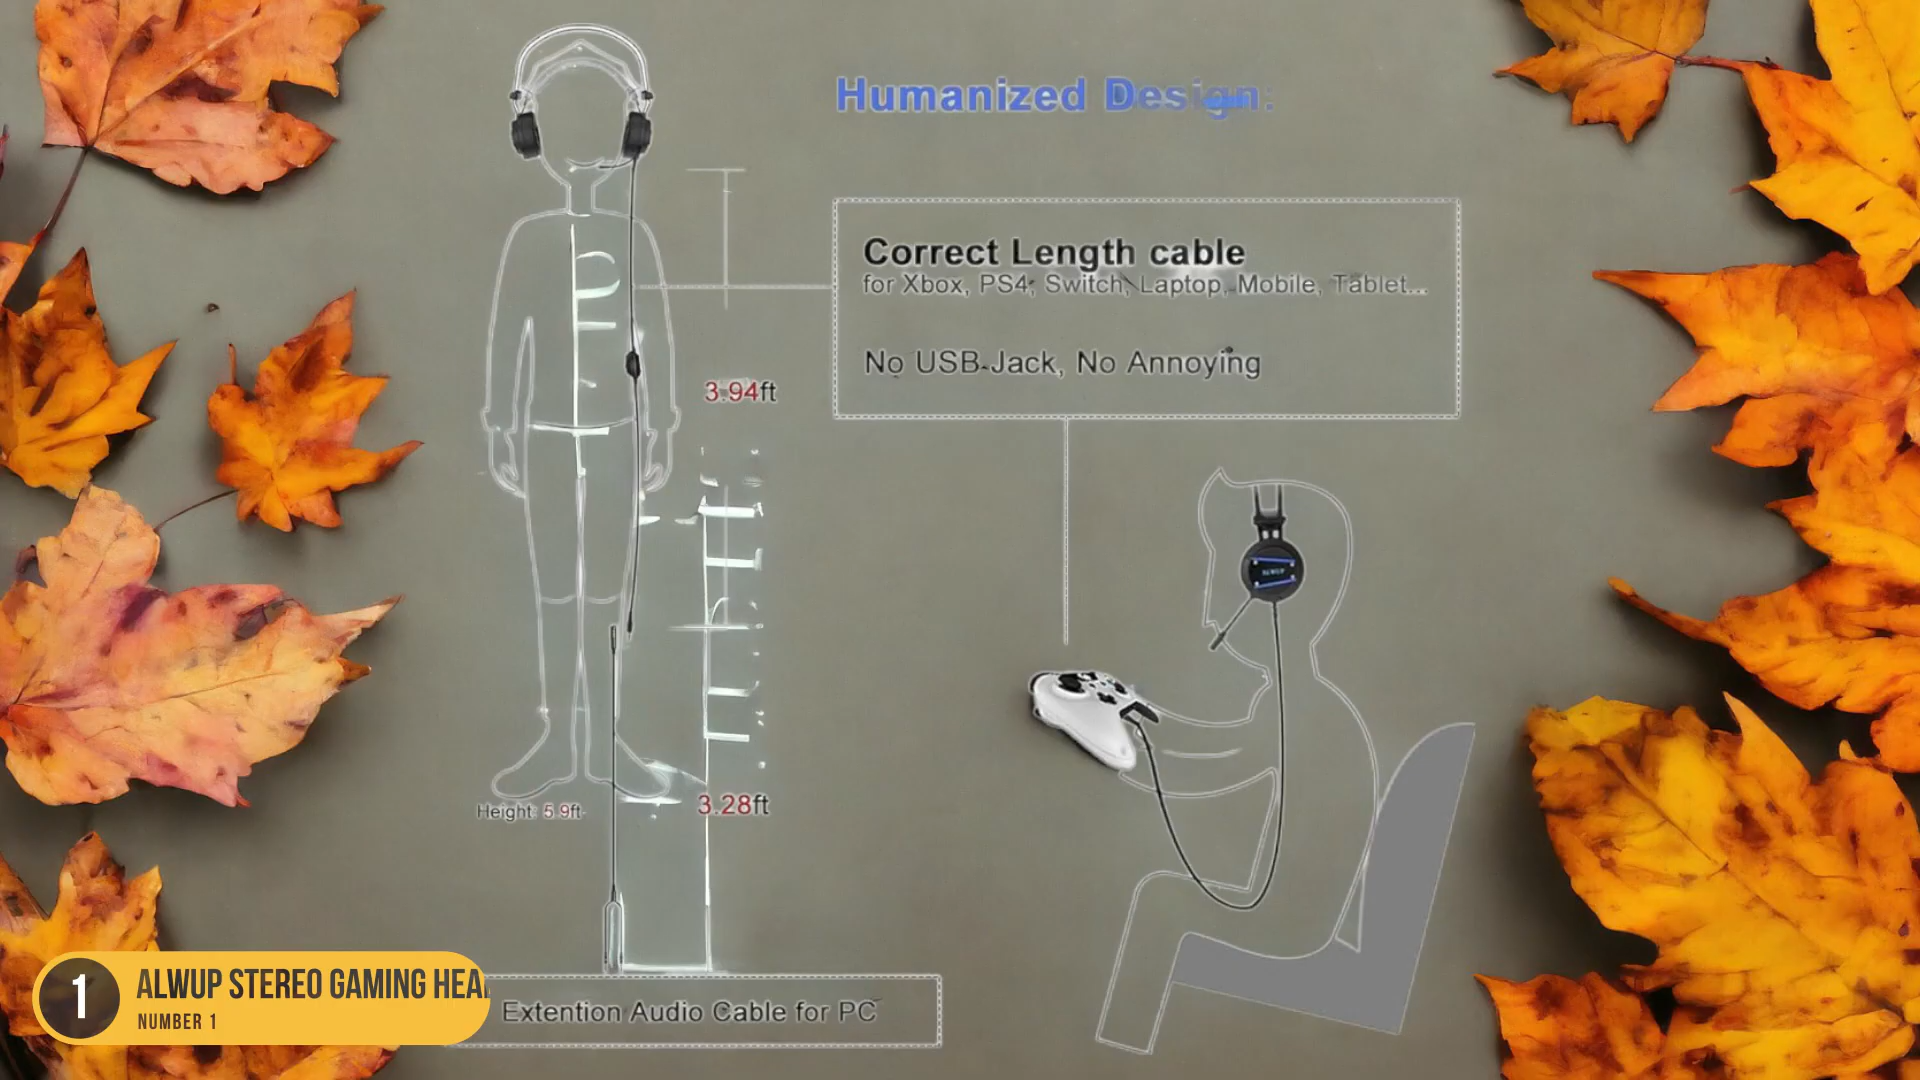 Humanized Design:
Correct Length cable
for Xbox, PS4, Switch, Laptop, Mobile, Tablet...
No USB Jack, No Annoying
3.94ft
ALWUP
Height: 5.9ft
3.28ft
Extention Audio Cable for PC
1
ALWUP STEREO GAMING HEA
NUMBER 1